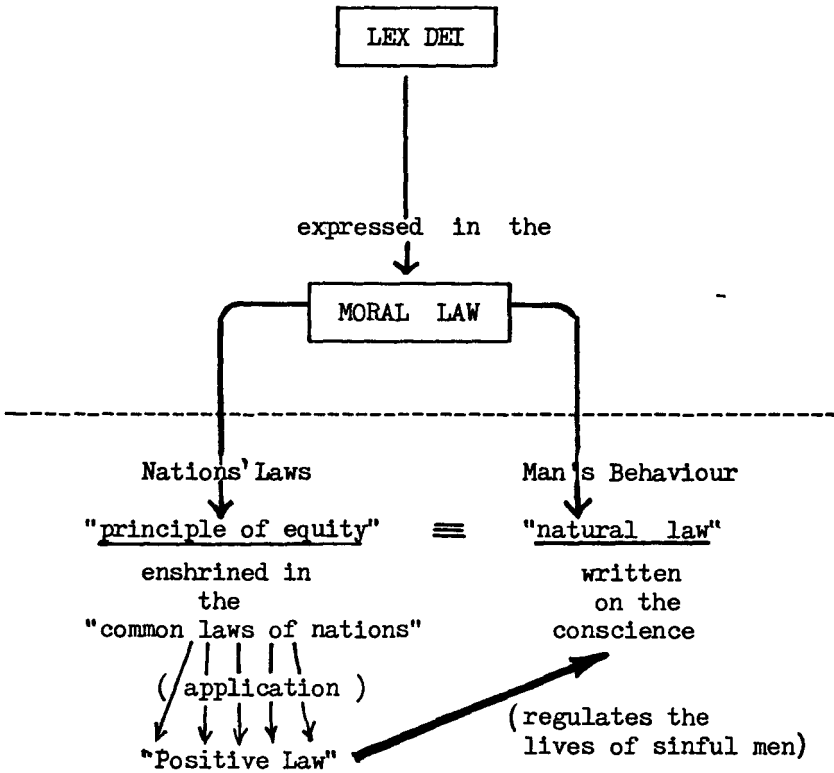 LEX DEI
expressed in the
MORAL LAW
Nations' Laws
Man's Behaviour
"principle of equity" ≡ "natural law"
enshrined in
the
"common laws of nations"
written
on the
conscience
( application )
"Positive Law"
(regulates the
lives of sinful men)